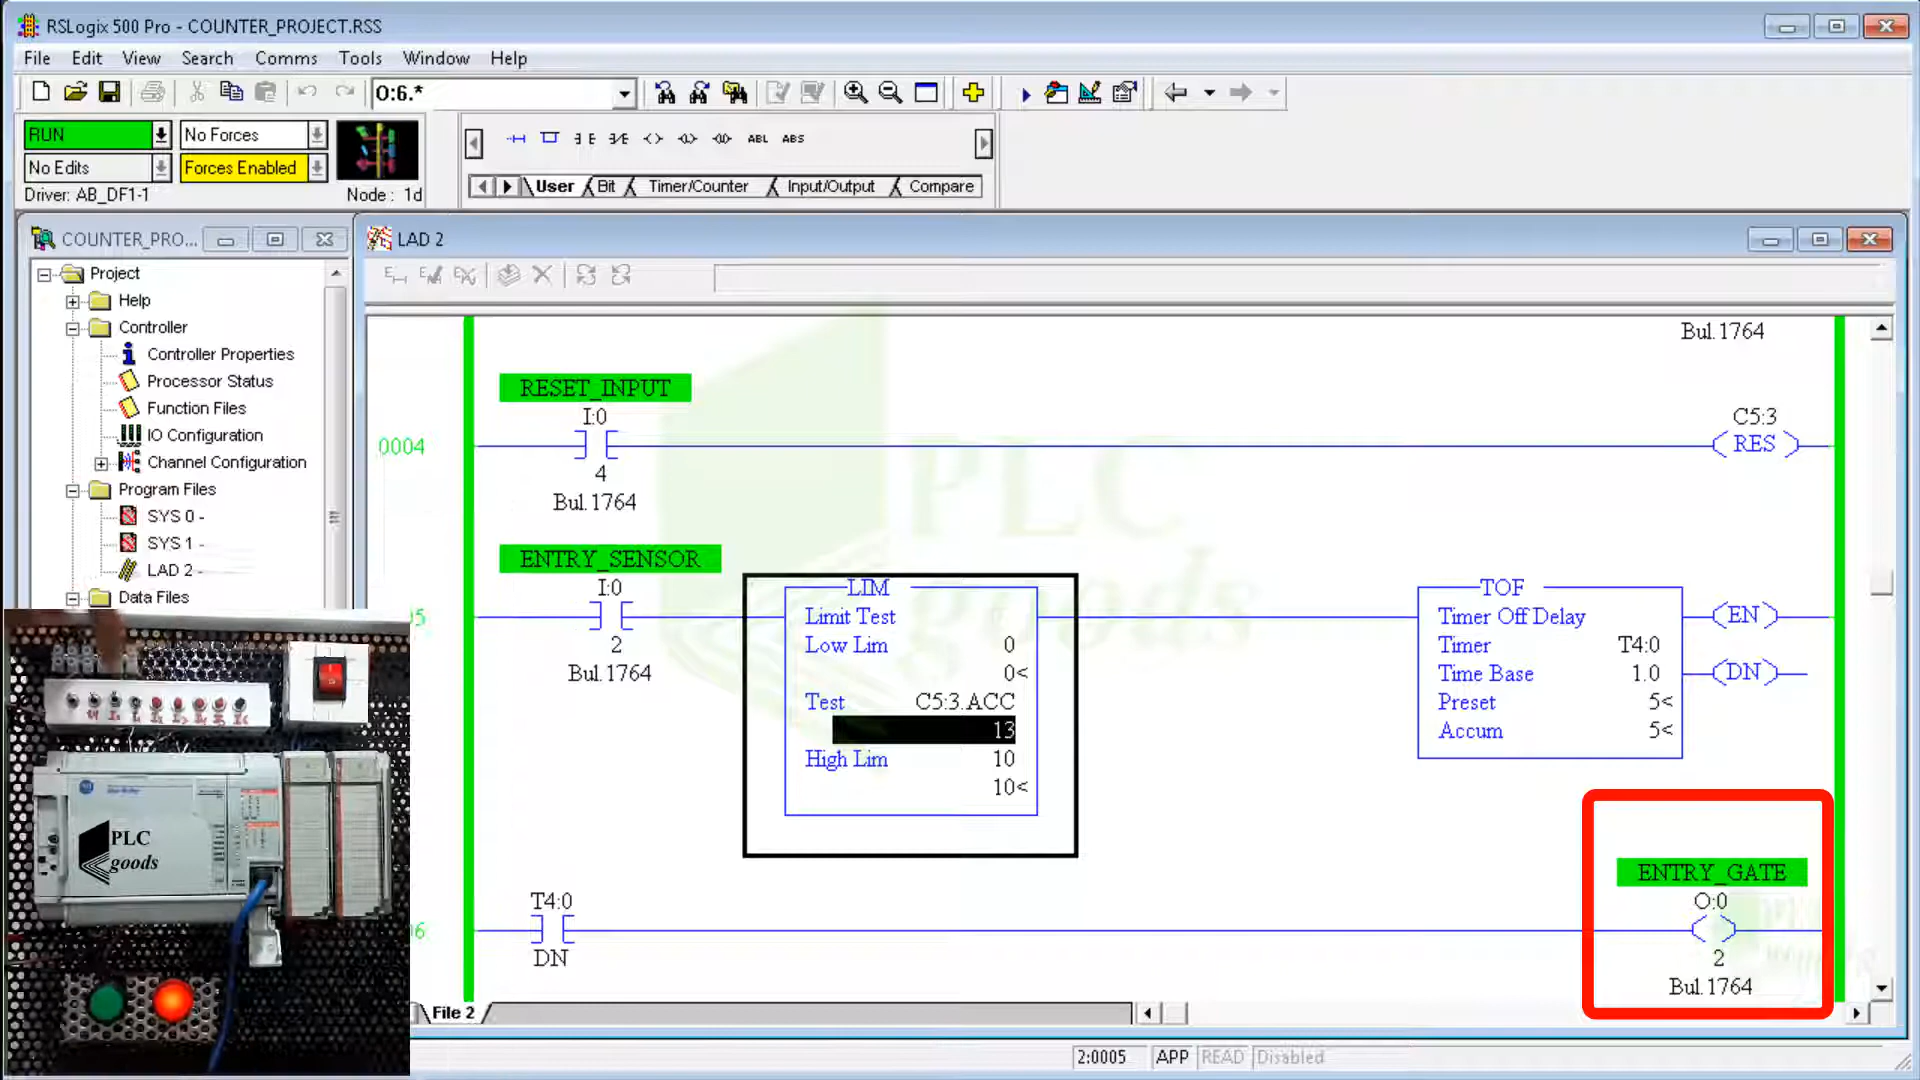 RSLogix 500 Pro - COUNTER_PROJECT.RSS
File Edit View Search Comms Tools Window Help
O:6.*
RUN
No Forces
No Edits
Forces Enabled
Driver: AB_DF1-1
Node : 1d
ABL ABS
User Bit Timer/Counter Input/Output Compare
COUNTER_PRO...
LAD 2
Project
Help
Controller
Controller Properties
Processor Status
Function Files
IO Configuration
Channel Configuration
Program Files
SYS 0 -
SYS 1 -
LAD 2 -
Data Files
Bul.1764
RESET_INPUT
I:0
0004
4
Bul.1764
C5:3
RES
ENTRY_SENSOR
I:0
5
2
Bul.1764
LIM
Limit Test
Low Lim 0
0<
Test C5:3.ACC
13
High Lim 10
10<
TOF
Timer Off Delay
Timer T4:0
Time Base 1.0
Preset 5<
Accum 5<
EN
DN
T4:0
6
DN
ENTRY_GATE
O:0
2
Bul.1764
PLC
goods
PLC
goods
File 2
2:0005 APP READ Disabled